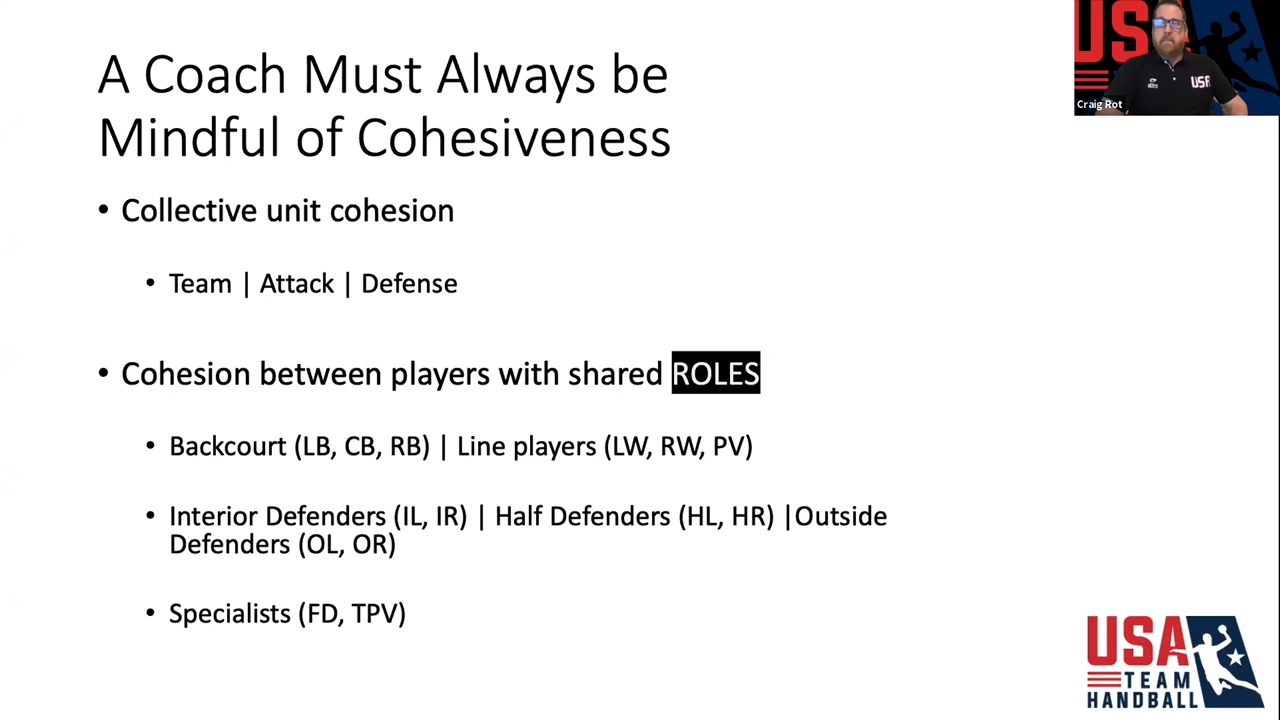 A Coach Must Always be
Mindful of Cohesiveness
• Collective unit cohesion
• Team | Attack | Defense
• Cohesion between players with shared ROLES
• Backcourt (LB, CB, RB) | Line players (LW, RW, PV)
• Interior Defenders (IL, IR) | Half Defenders (HL, HR) |Outside
Defenders (OL, OR)
• Specialists (FD, TPV)
US
USA
Craig Rot
USA
TEAM
HANDBALL